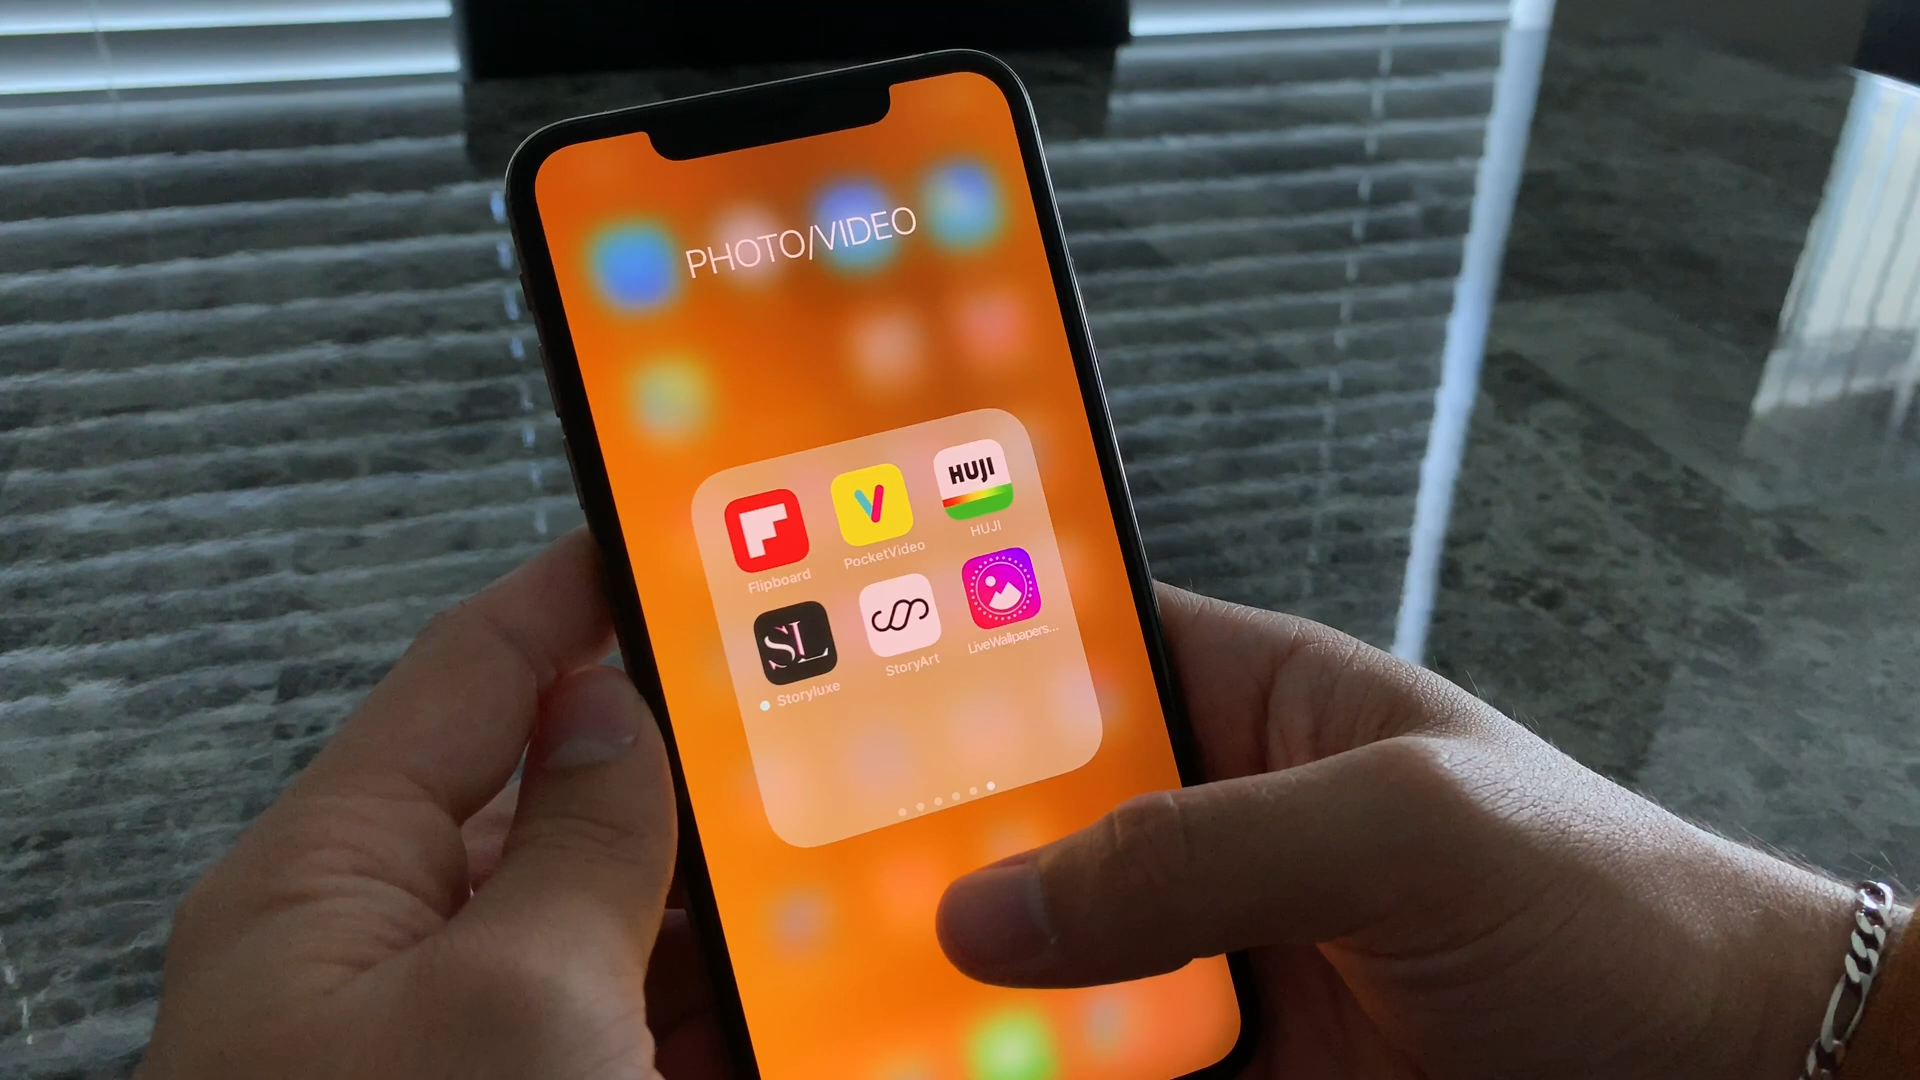 PHOTO/VIDEO
HUJI
Flipboard
PocketVideo
HUJI
SL
Storyluxe
StoryArt
LiveWallpapers...